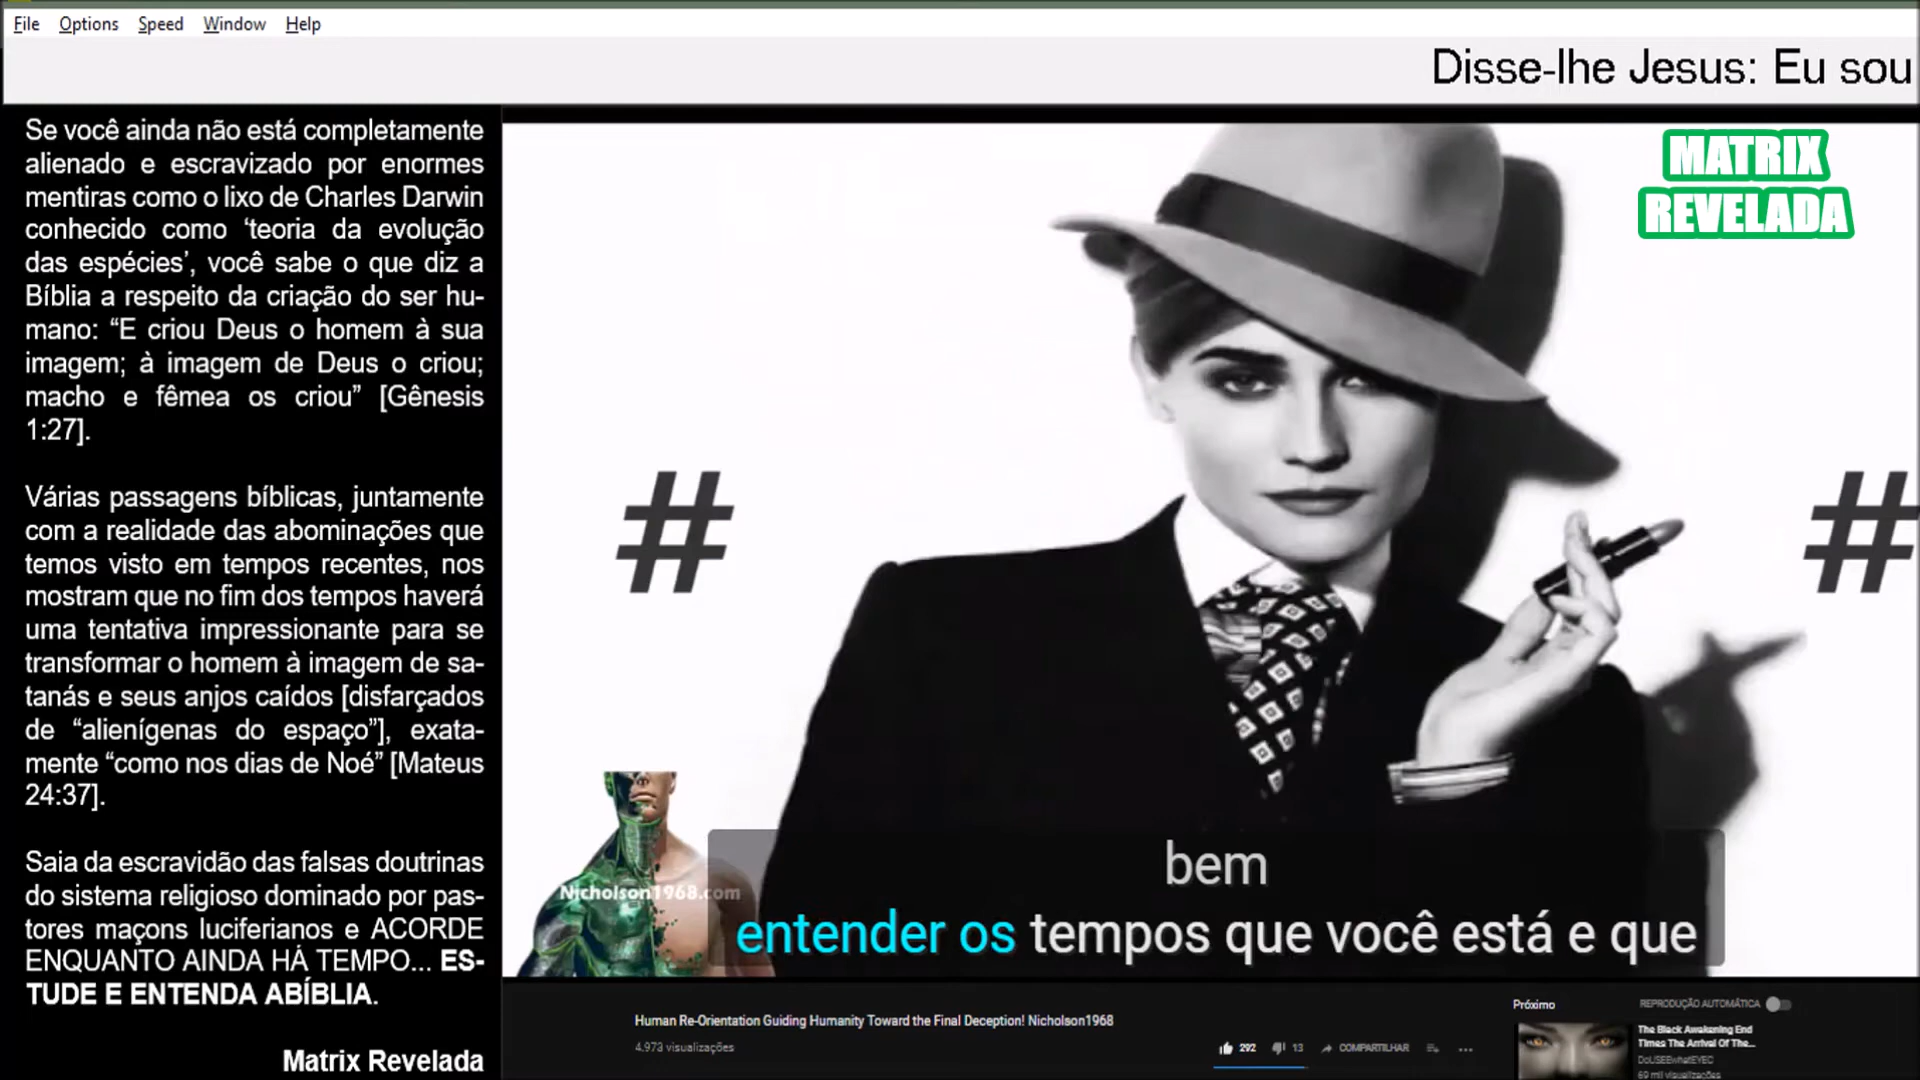 File Options Speed Window Help
Disse-lhe Jesus: Eu sou
Se você ainda não está completamente
alienado e escravizado por enormes
mentiras como o lixo de Charles Darwin
conhecido como ‘teoria da evolução
das espécies’, você sabe o que diz a
Bíblia a respeito da criação do ser hu-
mano: “E criou Deus o homem à sua
imagem; à imagem de Deus o criou;
macho e fêmea os criou” [Gênesis
1:27].
Várias passagens bíblicas, juntamente
com a realidade das abominações que
temos visto em tempos recentes, nos
mostram que no fim dos tempos haverá
uma tentativa impressionante para se
transformar o homem à imagem de sa-
tanás e seus anjos caídos [disfarçados
de “alienígenas do espaço”], exata-
mente “como nos dias de Noé” [Mateus
24:37].
Saia da escravidão das falsas doutrinas
do sistema religioso dominado por pas-
tores maçons luciferianos e ACORDE
ENQUANTO AINDA HÁ TEMPO... ES-
TUDE E ENTENDA ABÍBLIA.
Matrix Revelada
MATRIX
REVELADA
# #
Nicholson1968.com
bem
entender os tempos que você está e que
Human Re-Orientation Guiding Humanity Toward the Final Deception! Nicholson1968
4.973 visualizações
292 13 COMPARTILHAR
Próximo REPRODUÇÃO AUTOMÁTICA
The Black Awakening End
Times The Arrival Of The...
DoUSEEwhatEYEC
69 mil visualizações